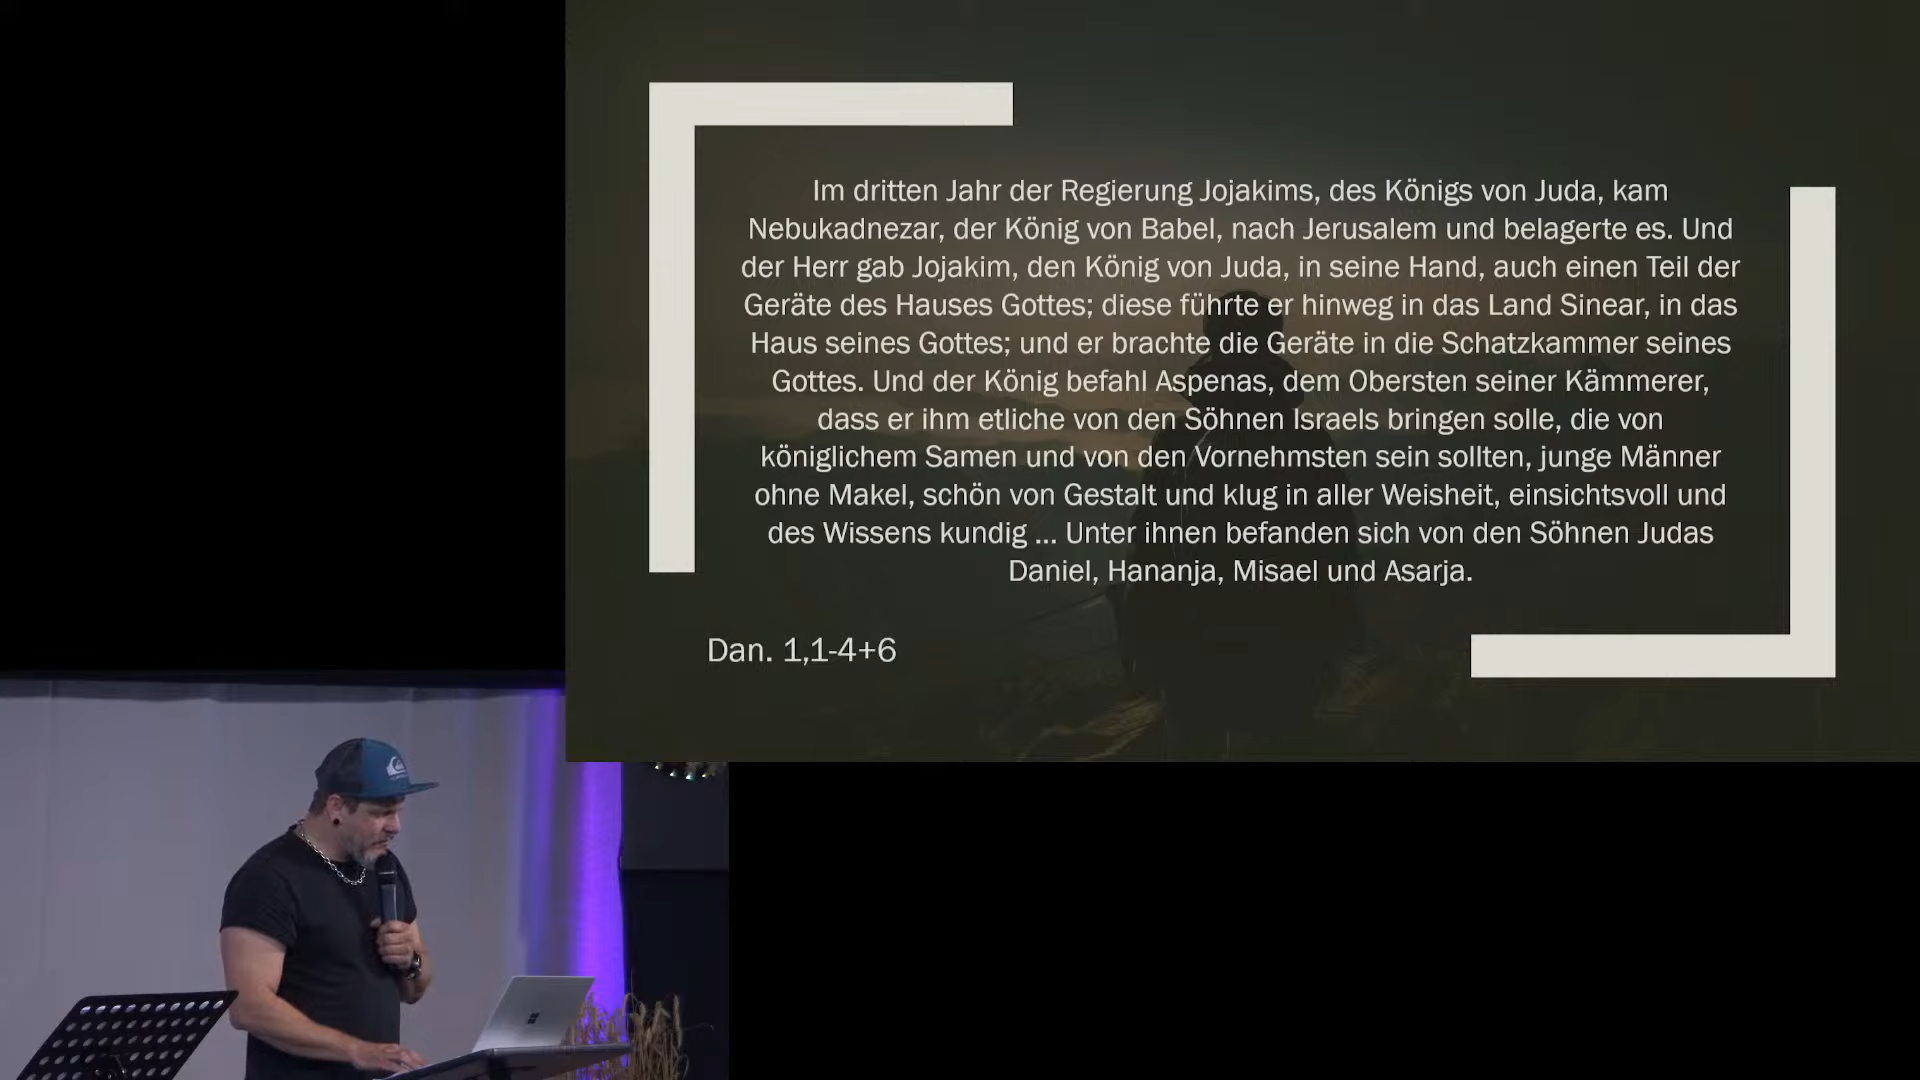 Im dritten Jahr der Regierung Jojakims, des Königs von Juda, kam
Nebukadnezar, der König von Babel, nach Jerusalem und belagerte es. Und
der Herr gab Jojakim, den König von Juda, in seine Hand, auch einen Teil der
Geräte des Hauses Gottes; diese führte er hinweg in das Land Sinear, in das
Haus seines Gottes; und er brachte die Geräte in die Schatzkammer seines
Gottes. Und der König befahl Aspenas, dem Obersten seiner Kämmerer,
dass er ihm etliche von den Söhnen Israels bringen solle, die von
königlichem Samen und von den Vornehmsten sein sollten, junge Männer
ohne Makel, schön von Gestalt und klug in aller Weisheit, einsichtsvoll und
des Wissens kundig ... Unter ihnen befanden sich von den Söhnen Judas
Daniel, Hananja, Misael und Asarja.
Dan. 1,1-4+6